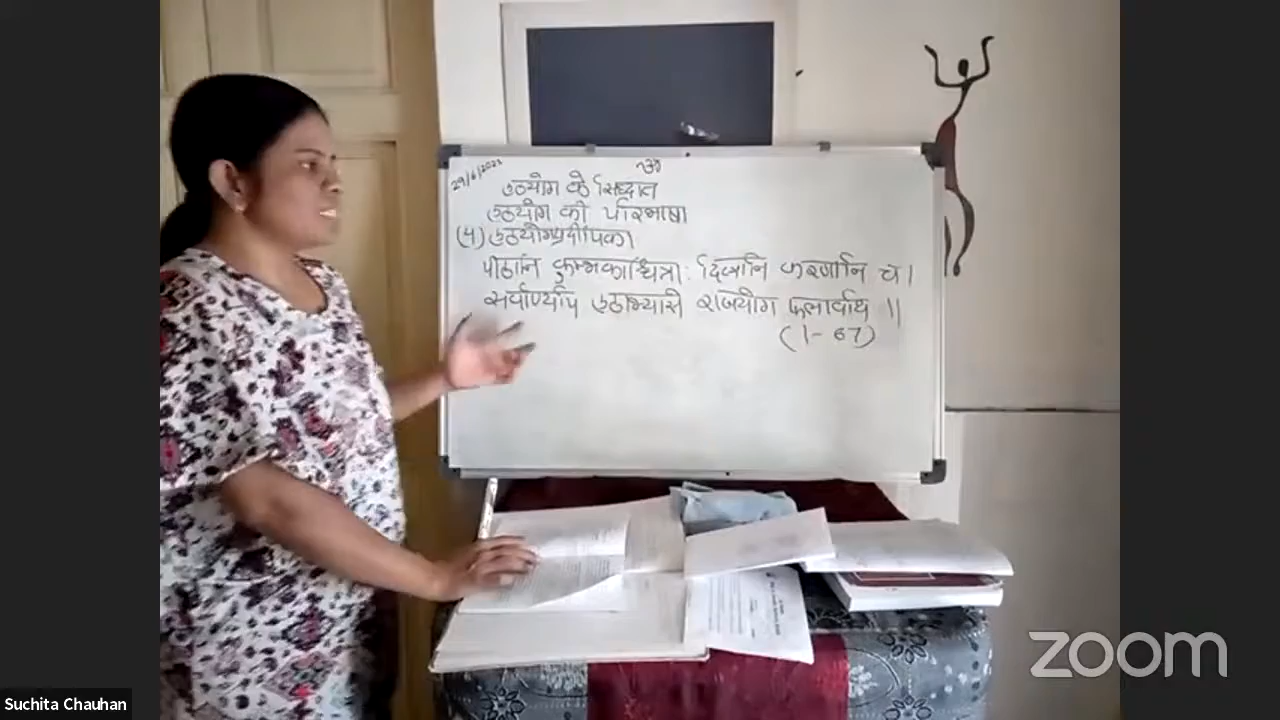 ॐ
29/6/2021
हठयोग के सिद्धांत
हठयोग की परिभाषा
(4) हठयोगप्रदीपिका
पीठानि कुम्भकाश्चित्रा: दिव्यानि करणानि च।
सर्वाण्यपि हठाभ्यासे राजयोग फलावधि ॥
(1-67)
zoom
Suchita Chauhan